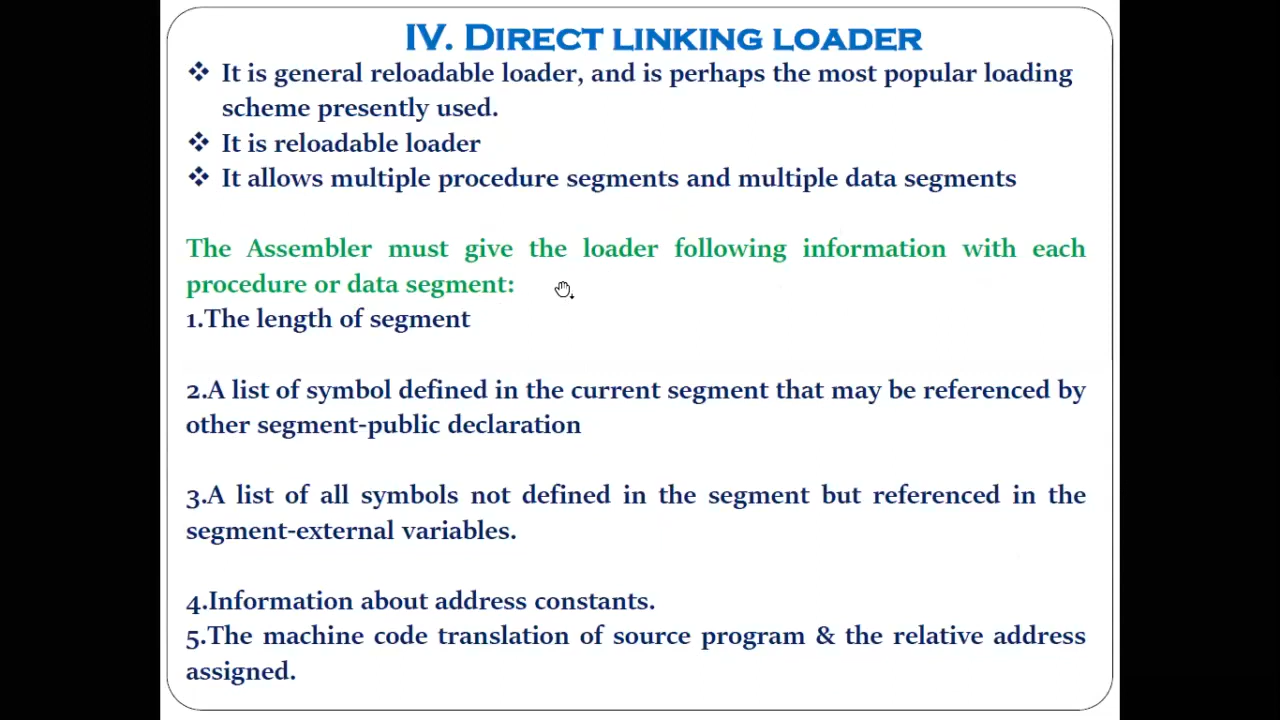 IV. DIRECT LINKING LOADER
❖ It is general reloadable loader, and is perhaps the most popular loading
scheme presently used.
❖ It is reloadable loader
❖ It allows multiple procedure segments and multiple data segments
The Assembler must give the loader following information with each
procedure or data segment:
1.The length of segment
2.A list of symbol defined in the current segment that may be referenced by
other segment-public declaration
3.A list of all symbols not defined in the segment but referenced in the
segment-external variables.
4.Information about address constants.
5.The machine code translation of source program & the relative address
assigned.